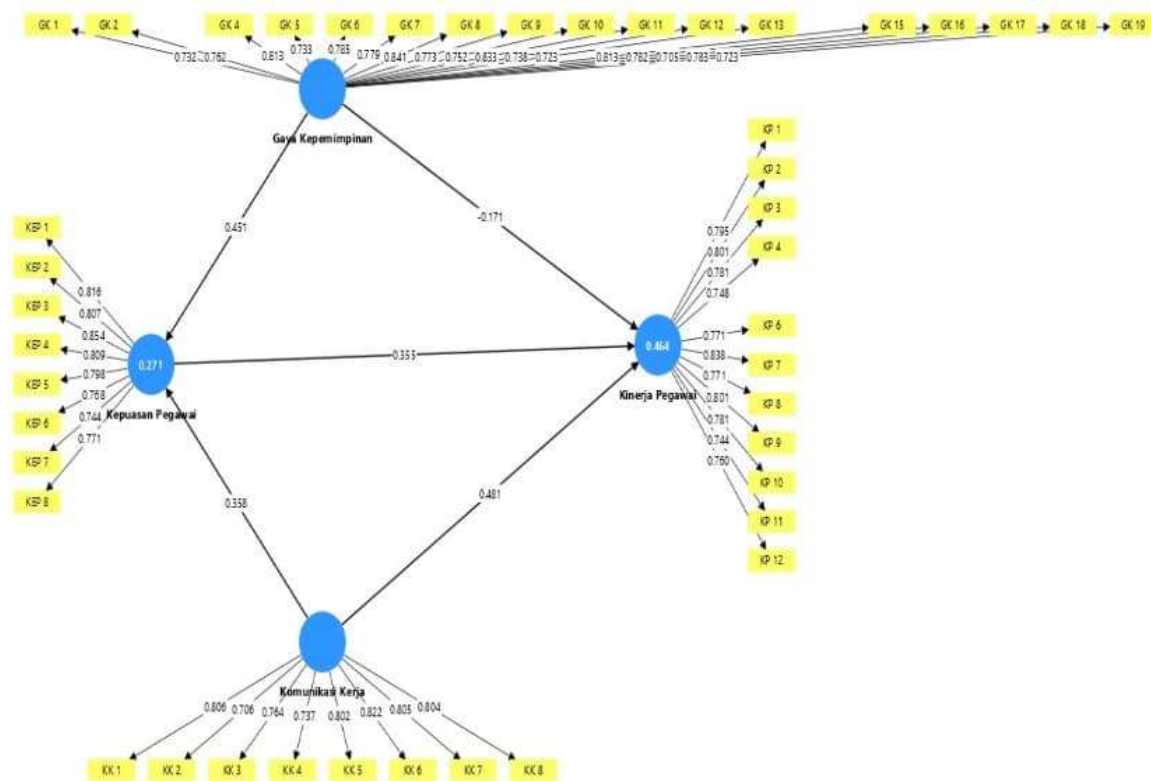 GK 1 GK 2 GK 4 GK 5 GK 6 GK 7 GK 8 GK 9 GK 10 GK 11 GK 12 GK 13 GK 15 GK 16 GK 17 GK 18 GK 19
0.732 0.762 0.813 0.733 0.785 0.779 0.841 0.773 0.752 0.833 0.738 0.723 0.813 0.782 0.705 0.783 0.723
Gaya Kepemimpinan
0.451
-0.171
KEP 1
KEP 2
KEP 3
KEP 4
KEP 5
KEP 6
KEP 7
KEP 8
0.816
0.807
0.854
0.809
0.798
0.768
0.744
0.771
0.271
Kepuasan Pegawai
0.355
0.464
Kinerja Pegawai
KP 1
KP 2
KP 3
KP 4
KP 6
KP 7
KP 8
KP 9
KP 10
KP 11
KP 12
0.795
0.801
0.781
0.748
0.771
0.838
0.771
0.801
0.781
0.744
0.760
0.358
0.481
Komunikasi Kerja
0.806 0.706 0.764 0.737 0.802 0.822 0.805 0.804
KK 1 KK 2 KK 3 KK 4 KK 5 KK 6 KK 7 KK 8